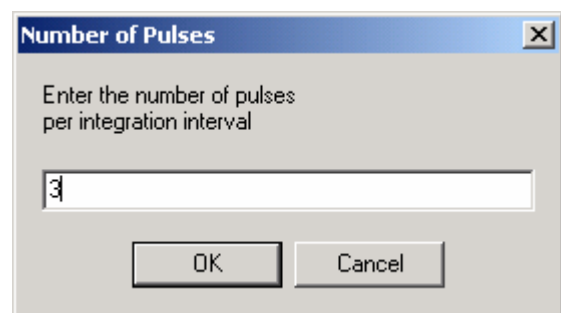 Number of Pulses
Enter the number of pulses
per integration interval
3
OK
Cancel